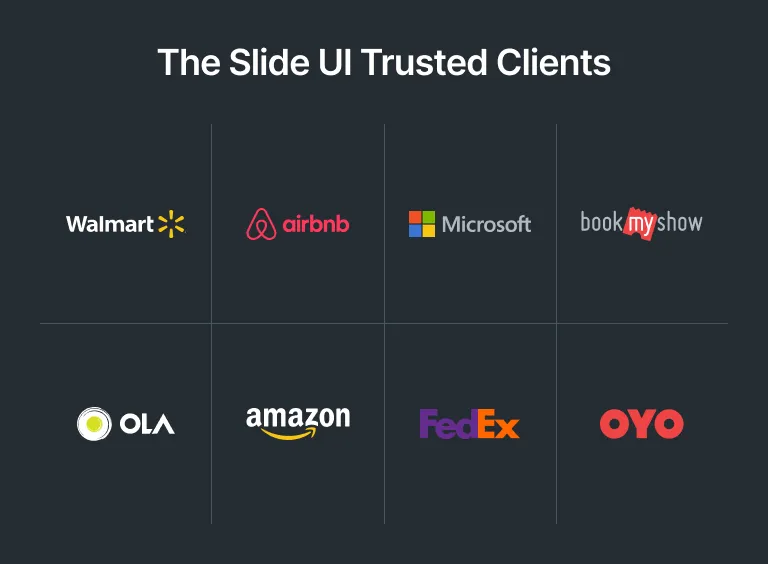 The Slide UI Trusted Clients
Walmart
airbnb
Microsoft
bookmyshow
OLA
amazon
FedEx
OYO